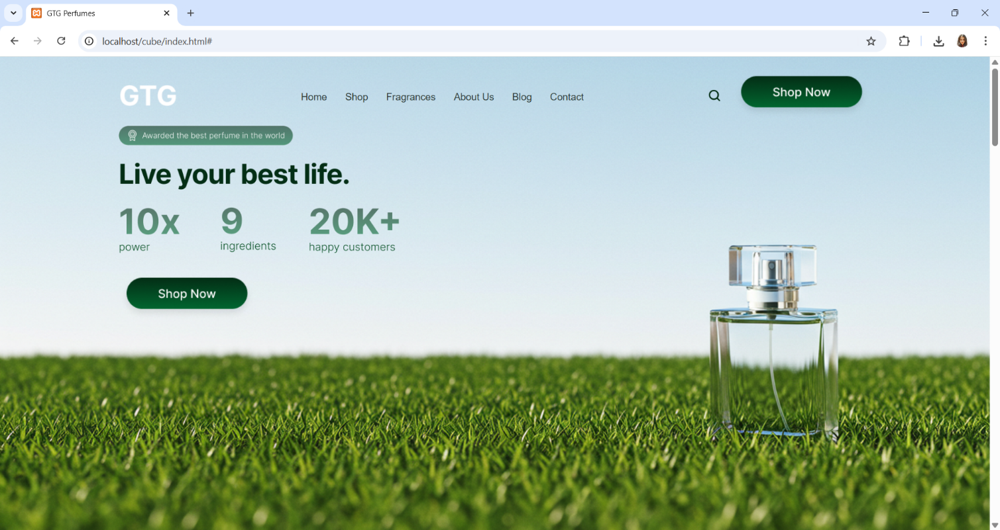 GTG Perfumes
localhost/cube/index.html#
GTG
Home Shop Fragrances About Us Blog Contact
Shop Now
Awarded the best perfume in the world
Live your best life.
10x 9 20K+
power ingredients happy customers
Shop Now